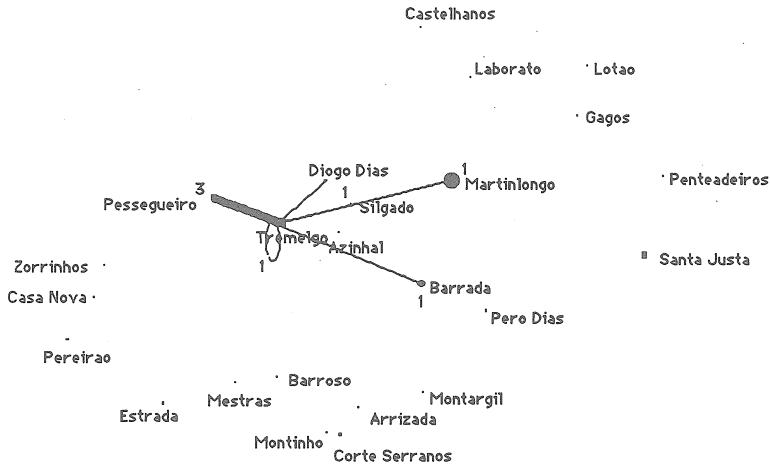 Castelhanos
Laborato
Lotao
Gagos
Diogo Dias
1
Martinlongo
Penteadeiros
3
Pessegueiro
1
Silgado
Tromelgo
Azinhal
1
Zorrinhos
Santa Justa
Casa Nova
Barrada
1
Pero Dias
Pereirao
Barroso
Mestras
Montargil
Estrada
Arrizada
Montinho
Corte Serranos